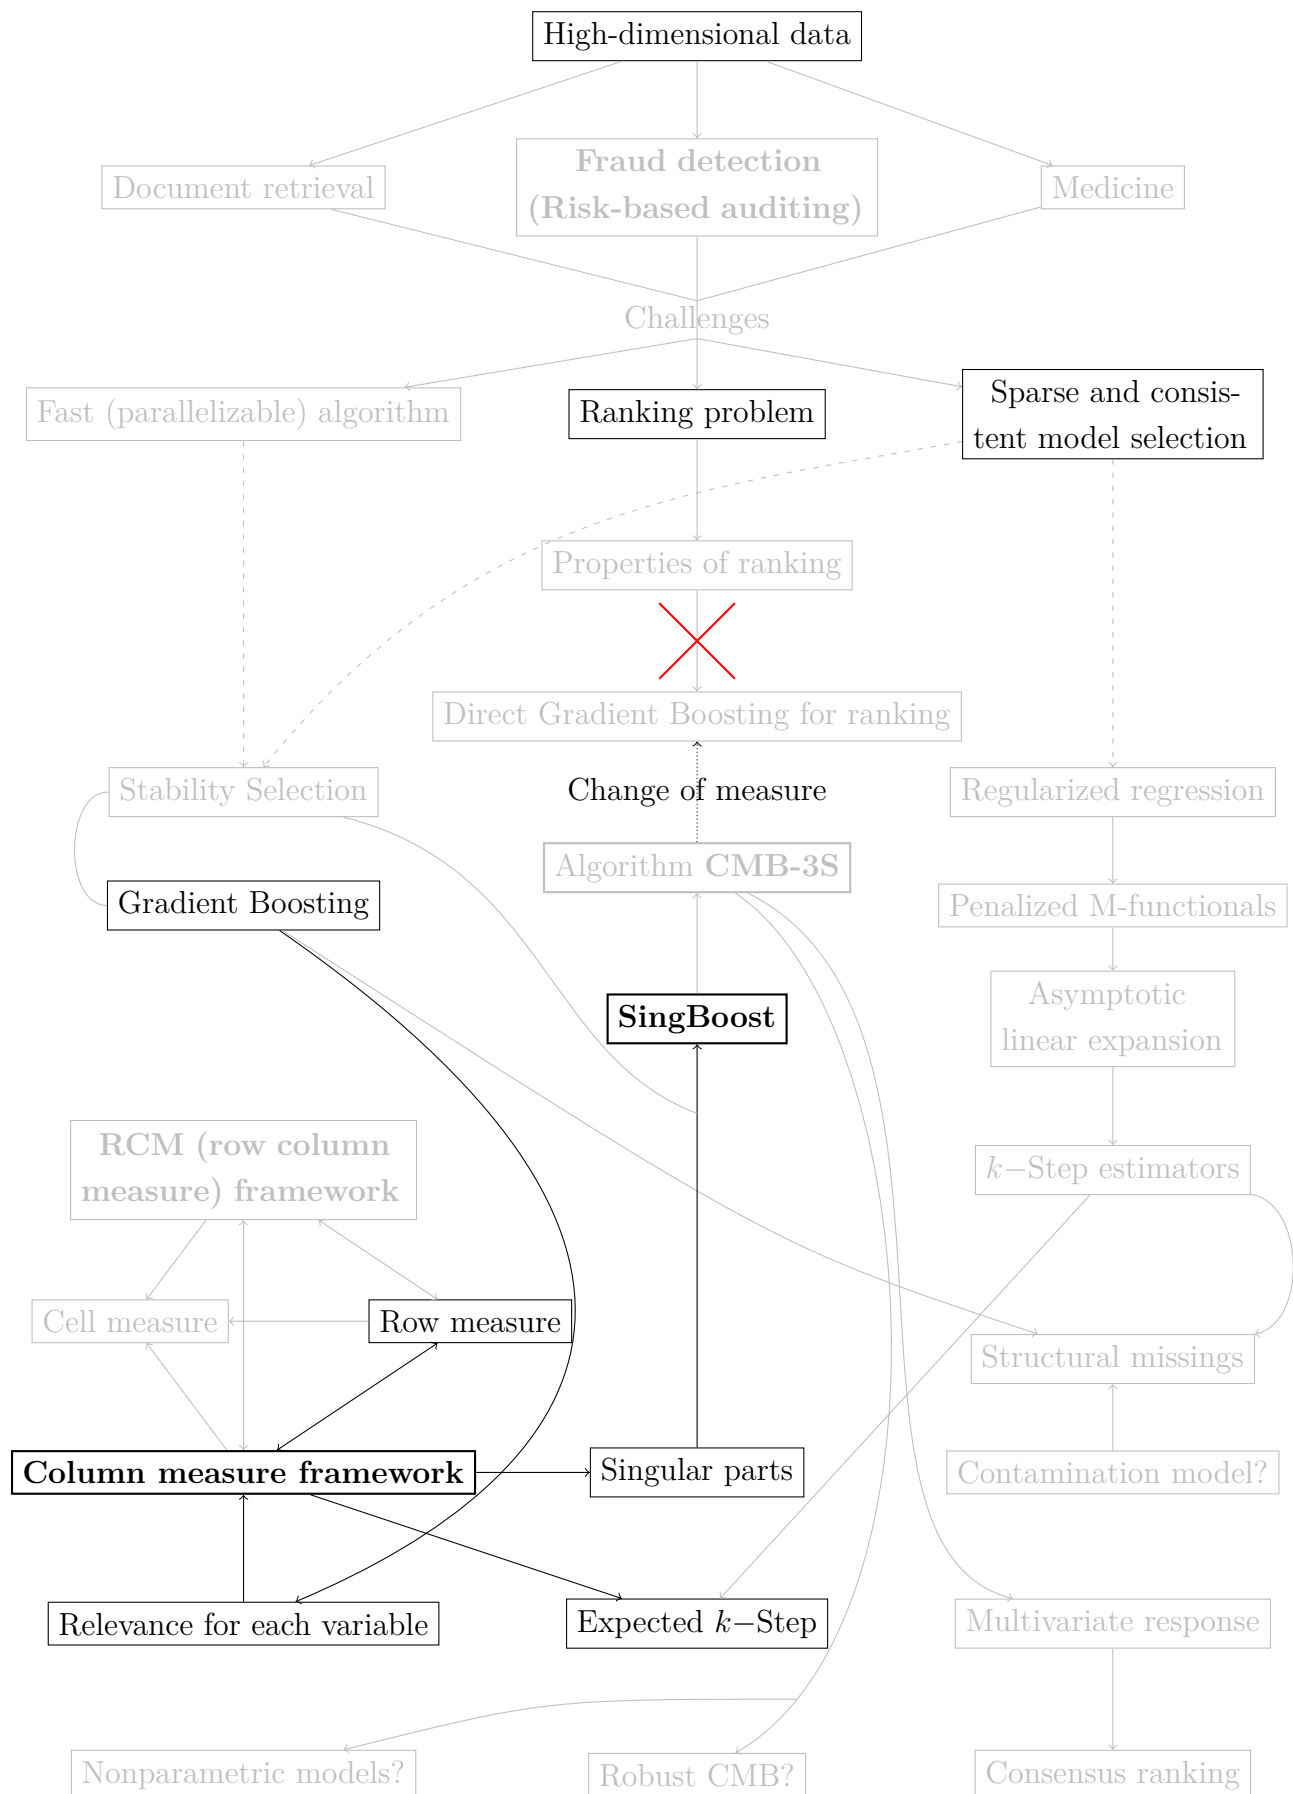 High-dimensional data
Document retrieval
Fraud detection
(Risk-based auditing)
Medicine
Challenges
Fast (parallelizable) algorithm
Ranking problem
Sparse and consis-
tent model selection
Properties of ranking
Direct Gradient Boosting for ranking
Stability Selection
Change of measure
Regularized regression
Algorithm CMB-3S
Gradient Boosting
Penalized M-functionals
SingBoost
Asymptotic
linear expansion
RCM (row column
measure) framework
k−Step estimators
Cell measure
Row measure
Structural missings
Column measure framework
Singular parts
Contamination model?
Relevance for each variable
Expected k−Step
Multivariate response
Nonparametric models?
Robust CMB?
Consensus ranking